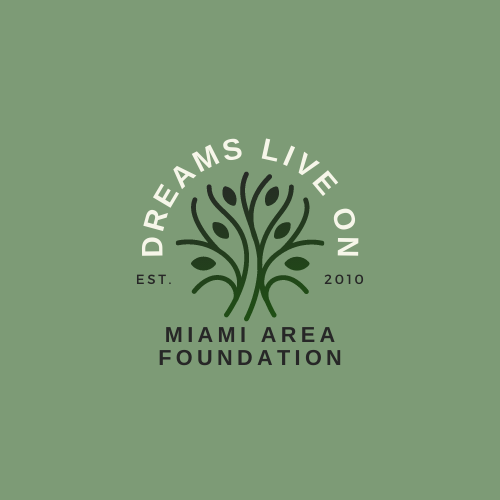 DREAMS LIVE ON
EST.
2010
MIAMI AREA
FOUNDATION